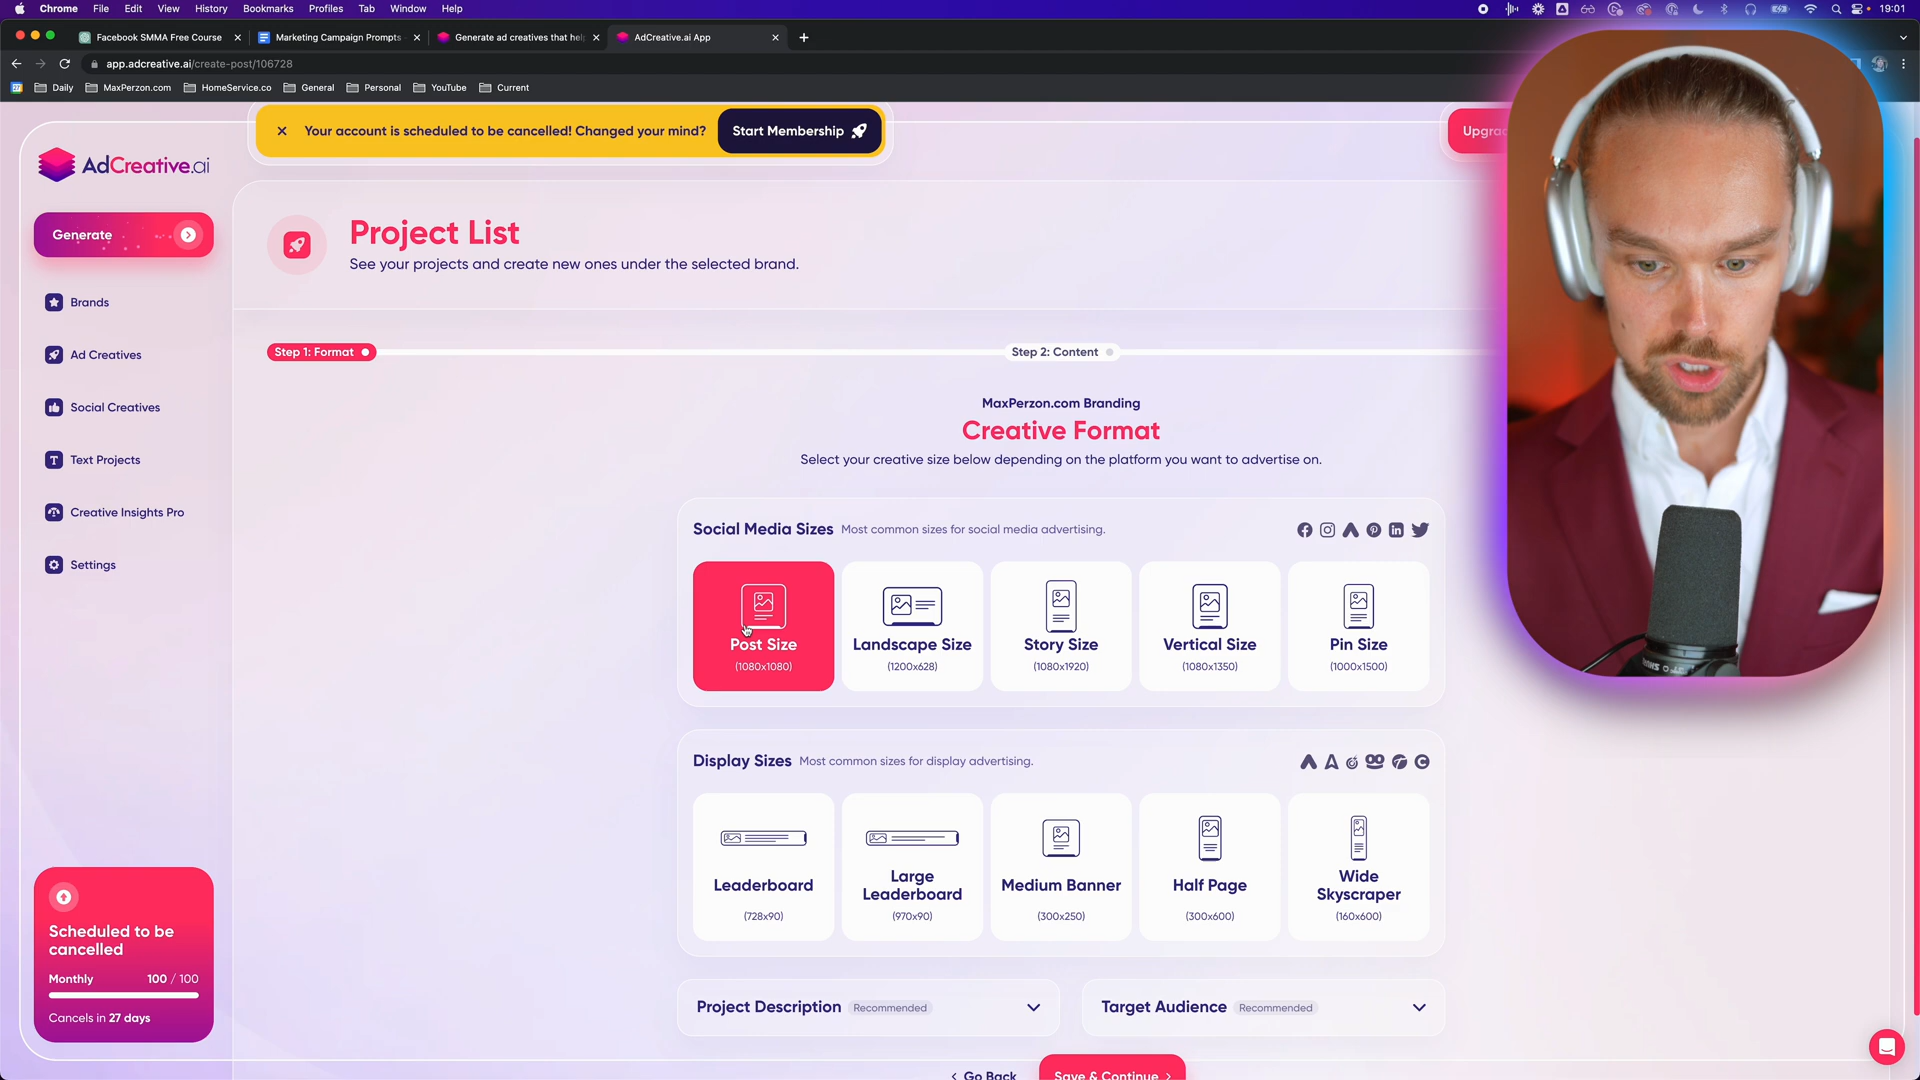 Chrome File Edit View History Bookmarks Profiles Tab Window Help
19:01
Facebook SMMA Free Course
Marketing Campaign Prompts
Generate ad creatives that hel
AdCreative.ai App
app.adcreative.ai/create-post/106728
Daily MaxPerzon.com HomeService.co General Personal YouTube Current
Your account is scheduled to be cancelled! Changed your mind?
Start Membership
AdCreative.ai
Generate
Brands
Ad Creatives
Social Creatives
Text Projects
Creative Insights Pro
Settings
Scheduled to be
cancelled
Monthly 100 / 100
Cancels in 27 days
Project List
See your projects and create new ones under the selected brand.
Step 1: Format
Step 2: Content
MaxPerzon.com Branding
Creative Format
Select your creative size below depending on the platform you want to advertise on.
Social Media Sizes Most common sizes for social media advertising.
Post Size
(1080x1080)
Landscape Size
(1200x628)
Story Size
(1080x1920)
Vertical Size
(1080x1350)
Pin Size
(1000x1500)
Display Sizes Most common sizes for display advertising.
Leaderboard
(728x90)
Large
Leaderboard
(970x90)
Medium Banner
(300x250)
Half Page
(300x600)
Wide
Skyscraper
(160x600)
Project Description Recommended
Target Audience Recommended
Go Back
Save & Continue